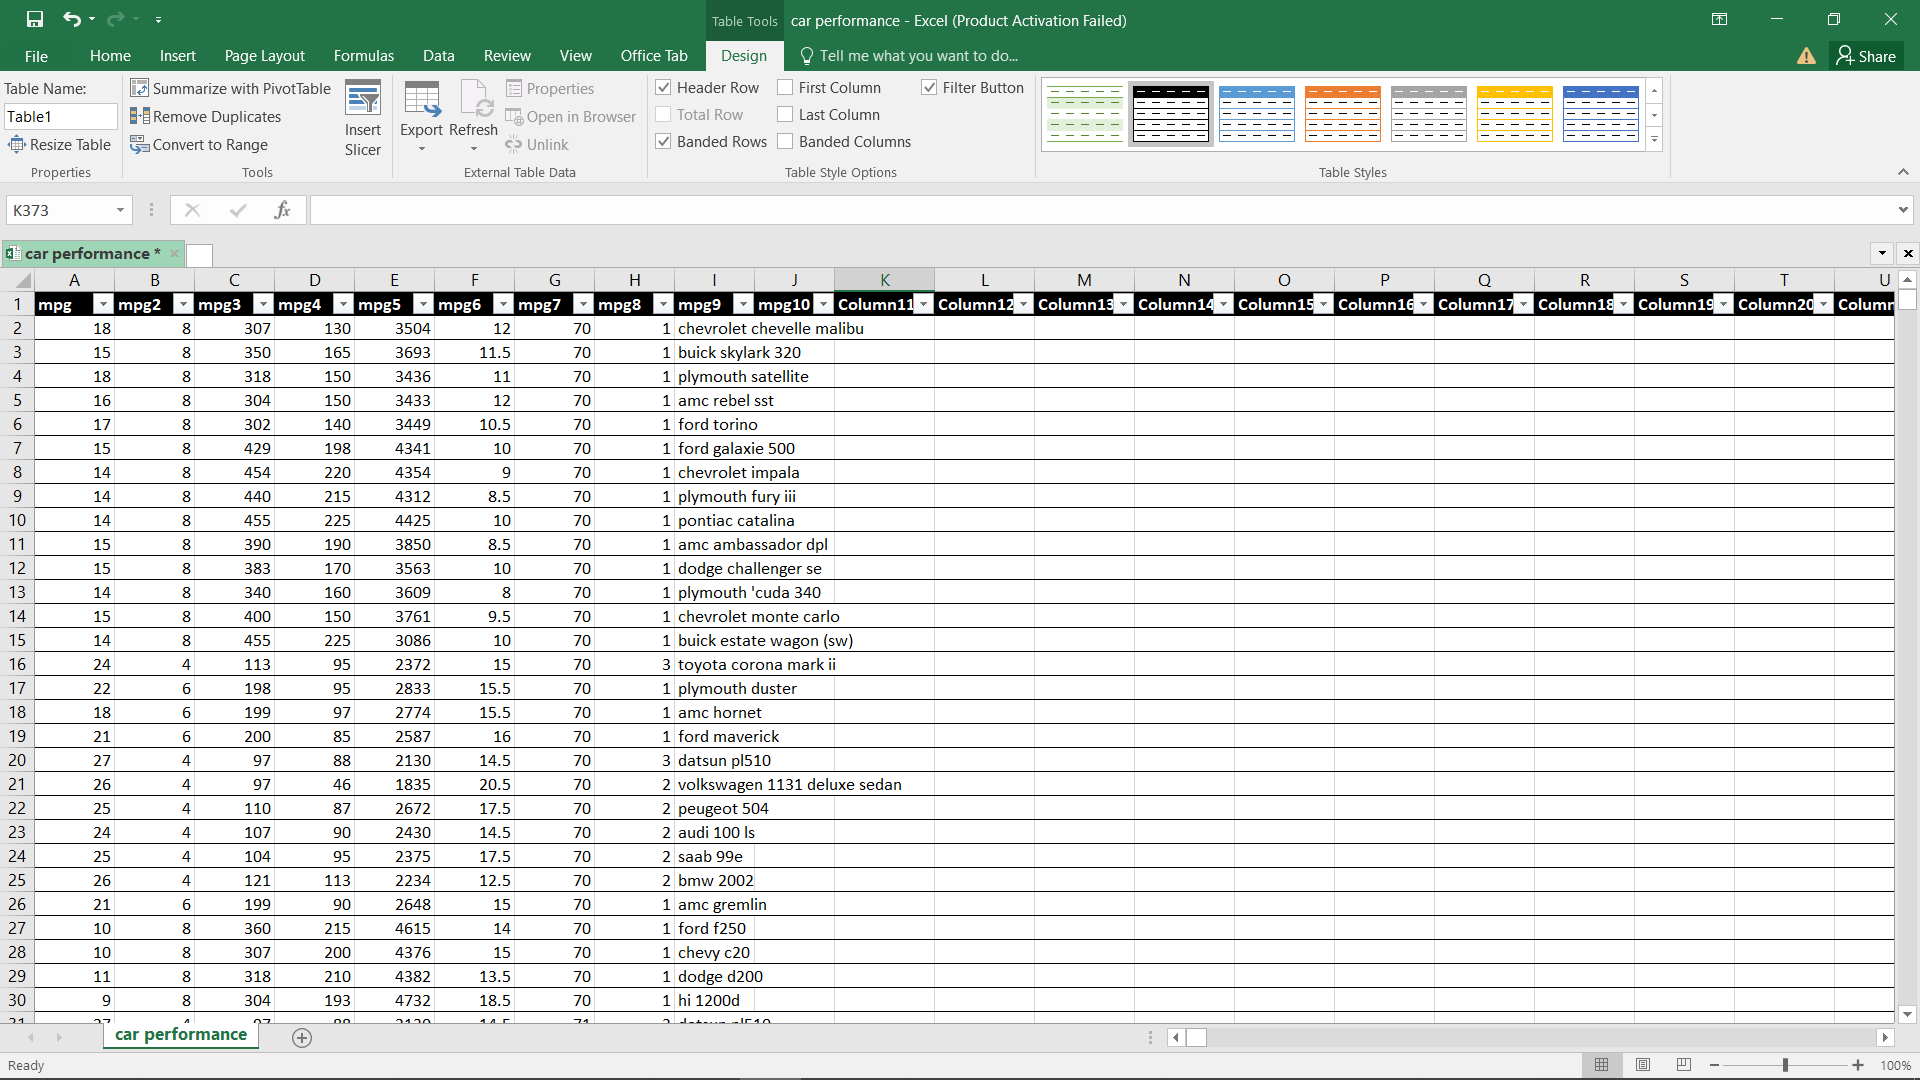 Table Tools
car performance - Excel (Product Activation Failed)
File Home Insert Page Layout Formulas Data Review View Office Tab Design Tell me what you want to do... Share
Table Name:
Table1
Resize Table
Properties
Summarize with PivotTable
Remove Duplicates
Convert to Range
Tools
Insert Slicer
Export
Refresh
Properties
Open in Browser
Unlink
External Table Data
Header Row
Total Row
Banded Rows
First Column
Last Column
Banded Columns
Filter Button
Table Style Options
Table Styles
K373
fx
car performance *
A B C D E F G H I J K L M N O P Q R S T U
1 mpg mpg2 mpg3 mpg4 mpg5 mpg6 mpg7 mpg8 mpg9 mpg10 Column11 Column12 Column13 Column14 Column15 Column16 Column17 Column18 Column19 Column20 Column
2 18 8 307 130 3504 12 70 1 chevrolet chevelle malibu
3 15 8 350 165 3693 11.5 70 1 buick skylark 320
4 18 8 318 150 3436 11 70 1 plymouth satellite
5 16 8 304 150 3433 12 70 1 amc rebel sst
6 17 8 302 140 3449 10.5 70 1 ford torino
7 15 8 429 198 4341 10 70 1 ford galaxie 500
8 14 8 454 220 4354 9 70 1 chevrolet impala
9 14 8 440 215 4312 8.5 70 1 plymouth fury iii
10 14 8 455 225 4425 10 70 1 pontiac catalina
11 15 8 390 190 3850 8.5 70 1 amc ambassador dpl
12 15 8 383 170 3563 10 70 1 dodge challenger se
13 14 8 340 160 3609 8 70 1 plymouth 'cuda 340
14 15 8 400 150 3761 9.5 70 1 chevrolet monte carlo
15 14 8 455 225 3086 10 70 1 buick estate wagon (sw)
16 24 4 113 95 2372 15 70 3 toyota corona mark ii
17 22 6 198 95 2833 15.5 70 1 plymouth duster
18 18 6 199 97 2774 15.5 70 1 amc hornet
19 21 6 200 85 2587 16 70 1 ford maverick
20 27 4 97 88 2130 14.5 70 3 datsun pl510
21 26 4 97 46 1835 20.5 70 2 volkswagen 1131 deluxe sedan
22 25 4 110 87 2672 17.5 70 2 peugeot 504
23 24 4 107 90 2430 14.5 70 2 audi 100 ls
24 25 4 104 95 2375 17.5 70 2 saab 99e
25 26 4 121 113 2234 12.5 70 2 bmw 2002
26 21 6 199 90 2648 15 70 1 amc gremlin
27 10 8 360 215 4615 14 70 1 ford f250
28 10 8 307 200 4376 15 70 1 chevy c20
29 11 8 318 210 4382 13.5 70 1 dodge d200
30 9 8 304 193 4732 18.5 70 1 hi 1200d
car performance
Ready
100%